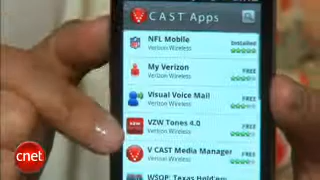 V CAST Apps
NFL Mobile
Verizon Wireless
Installed
My Verizon
Verizon Wireless
FREE
Visual Voice Mail
Verizon Wireless
FREE
VZW Tones 4.0
Verizon Wireless
FREE
V CAST Media Manager
Verizon Wireless
FREE
WSOP: Texas Hold'em
cnet